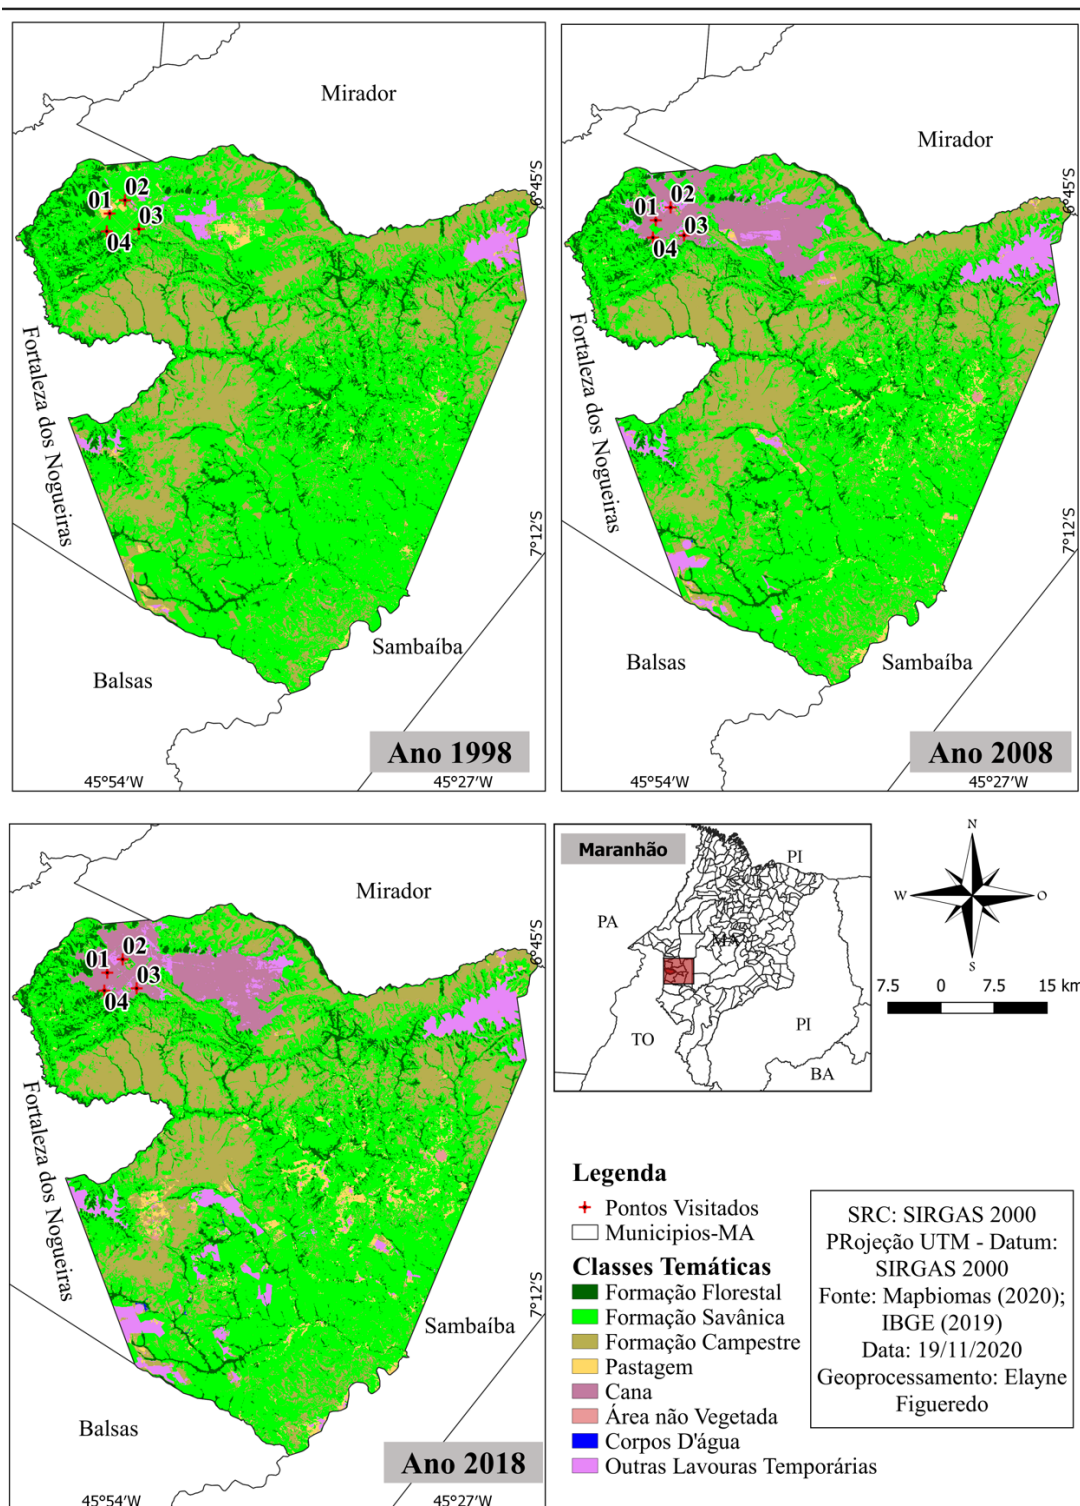 Mirador
01
02
03
04
6°45'S
Fortaleza dos Nogueiras
7°12'S
Sambaíba
Balsas
Ano 1998
45°54'W
45°27'W
Mirador
01
02
03
04
6°45'S
Fortaleza dos Nogueiras
7°12'S
Balsas
Sambaíba
Ano 2008
45°54'W
45°27'W
Mirador
01
02
03
04
6°45'S
Fortaleza dos Nogueiras
7°12'S
Sambaíba
Balsas
Ano 2018
45°54'W
45°27'W
Maranhão
PI
PA
MA
TO
PI
BA
N
W
O
S
7.5 0 7.5 15 km
Legenda
Pontos Visitados
Municipios-MA
Classes Temáticas
Formação Florestal
Formação Savânica
Formação Campestre
Pastagem
Cana
Área não Vegetada
Corpos D'água
Outras Lavouras Temporárias
SRC: SIRGAS 2000
PRojeção UTM - Datum:
SIRGAS 2000
Fonte: Mapbiomas (2020);
IBGE (2019)
Data: 19/11/2020
Geoprocessamento: Elayne
Figueredo